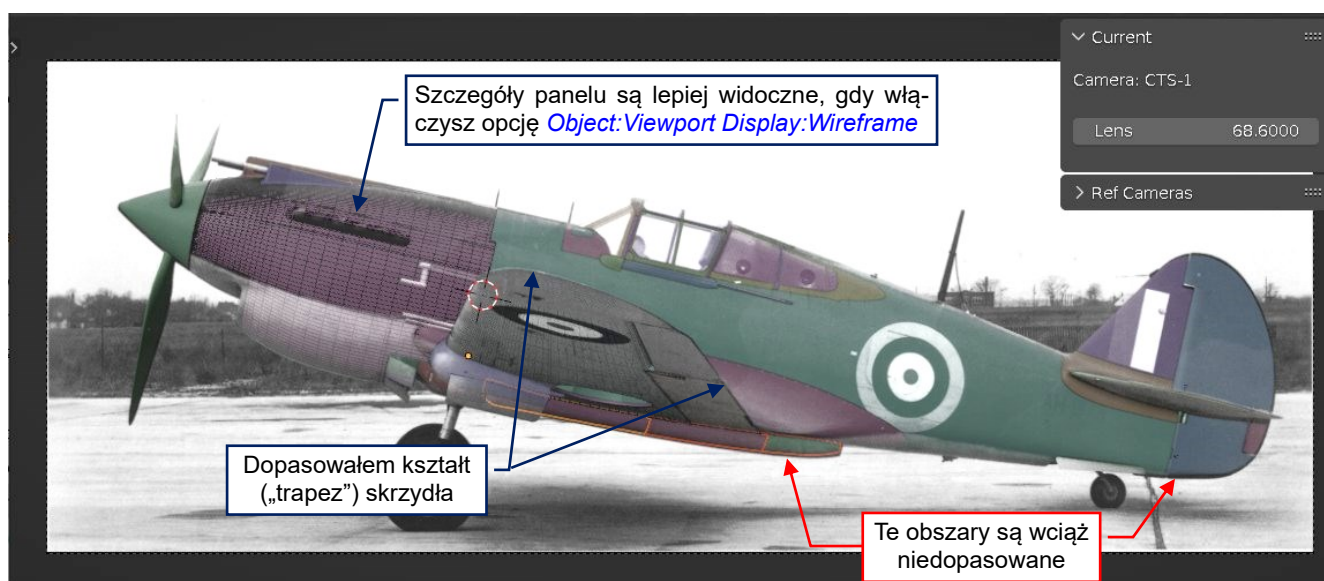 Current
Camera: CTS-1
Lens 68.6000
Ref Cameras
Szczegóły panelu są lepiej widoczne, gdy włą-
czysz opcję Object:Viewport Display:Wireframe
Dopasowałem kształt
(„trapez”) skrzydła
Te obszary są wciąż
niedopasowane